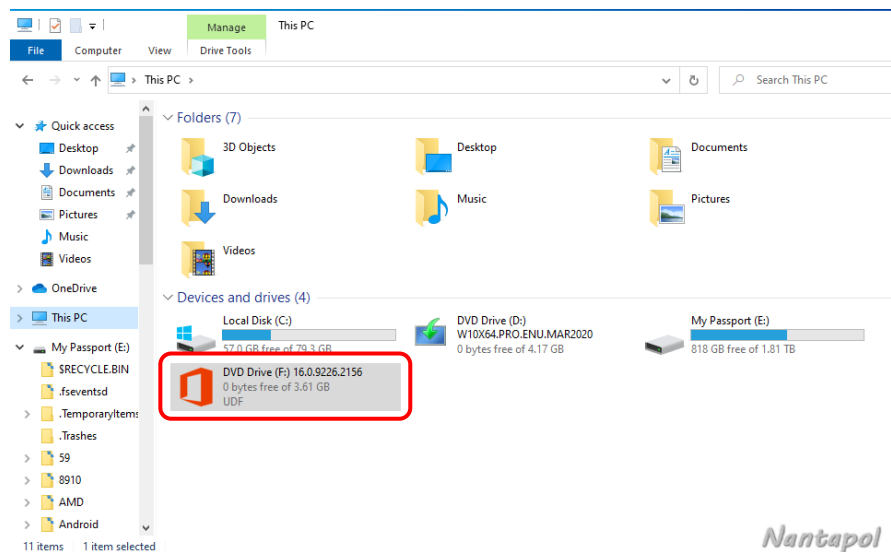 Manage This PC
File Computer View Drive Tools
This PC Search This PC
Quick access
Desktop
Downloads
Documents
Pictures
Music
Videos
OneDrive
This PC
My Passport (E:)
$RECYCLE.BIN
.fseventsd
.TemporaryItems
.Trashes
59
8910
AMD
Android
Folders (7)
3D Objects Desktop Documents
Downloads Music Pictures
Videos
Devices and drives (4)
Local Disk (C:)
57.0 GB free of 79.3 GB
DVD Drive (D:)
W10X64.PRO.ENU.MAR2020
0 bytes free of 4.17 GB
My Passport (E:)
818 GB free of 1.81 TB
DVD Drive (F:) 16.0.9226.2156
0 bytes free of 3.61 GB
UDF
11 items 1 item selected
Nantapol